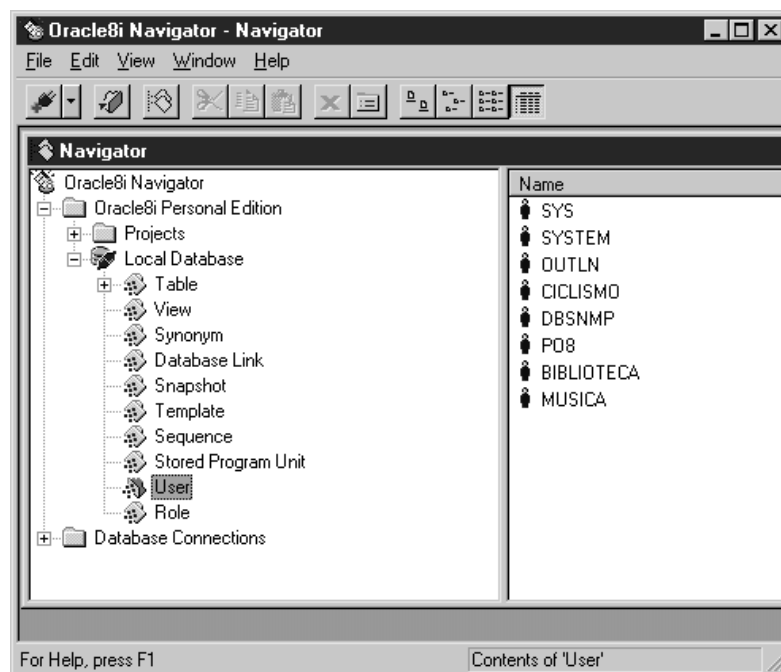 Oracle8i Navigator - Navigator
File Edit View Window Help
Navigator
Oracle8i Navigator
Oracle8i Personal Edition
Projects
Local Database
Table
View
Synonym
Database Link
Snapshot
Template
Sequence
Stored Program Unit
User
Role
Database Connections
Name
SYS
SYSTEM
OUTLN
CICLISMO
DBSNMP
PO8
BIBLIOTECA
MUSICA
For Help, press F1
Contents of 'User'